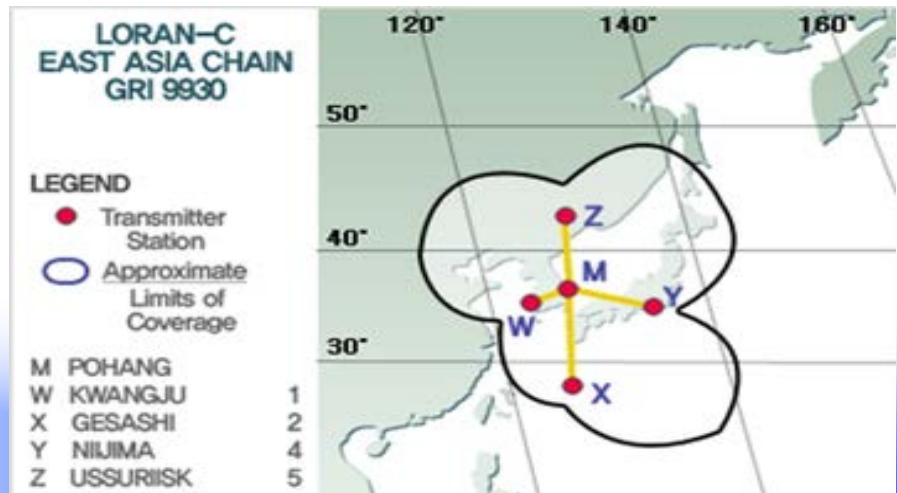 LORAN-C
EAST ASIA CHAIN
GRI 9930
LEGEND
Transmitter
Station
Approximate
Limits of
Coverage
M POHANG
W KWANGJU 1
X GESASHI 2
Y NIIJIMA 4
Z USSURIISK 5
120° 140° 160°
50°
40°
30°
Z
M
W
Y
X